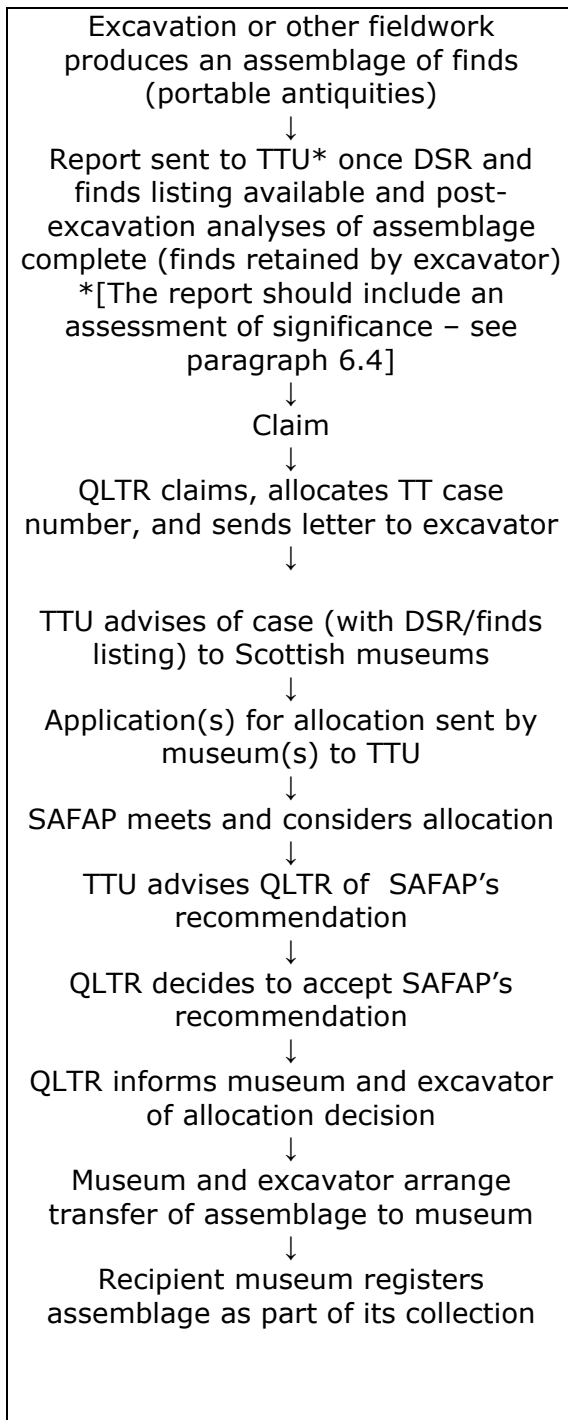 Excavation or other fieldwork
produces an assemblage of finds
(portable antiquities)
↓
Report sent to TTU* once DSR and
finds listing available and post-
excavation analyses of assemblage
complete (finds retained by excavator)
*[The report should include an
assessment of significance – see
paragraph 6.4]
↓
Claim
↓
QLTR claims, allocates TT case
number, and sends letter to excavator
↓
TTU advises of case (with DSR/finds
listing) to Scottish museums
↓
Application(s) for allocation sent by
museum(s) to TTU
↓
SAFAP meets and considers allocation
↓
TTU advises QLTR of  SAFAP's
recommendation
↓
QLTR decides to accept SAFAP's
recommendation
↓
QLTR informs museum and excavator
of allocation decision
↓
Museum and excavator arrange
transfer of assemblage to museum
↓
Recipient museum registers
assemblage as part of its collection